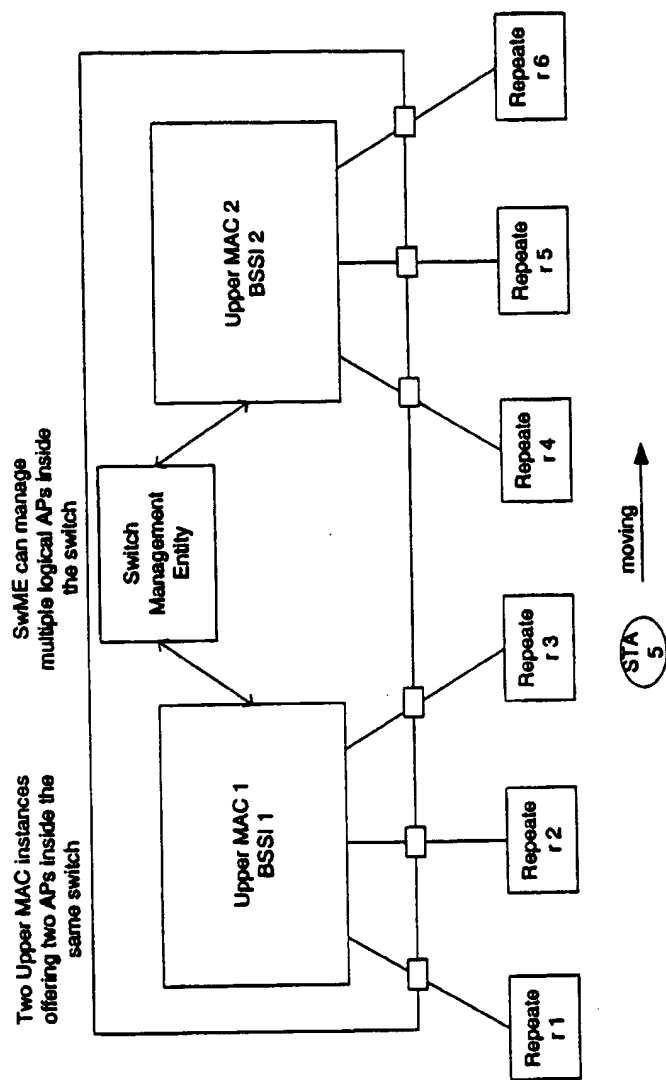 Two Upper MAC instances
offering two APs inside the
same switch
SwME can manage
multiple logical APs inside
the switch
Switch
Management
Entity
Upper MAC 1
BSSI 1
Upper MAC 2
BSSI 2
Repeate
r 1
Repeate
r 2
Repeate
r 3
Repeate
r 4
Repeate
r 5
Repeate
r 6
STA
5
moving